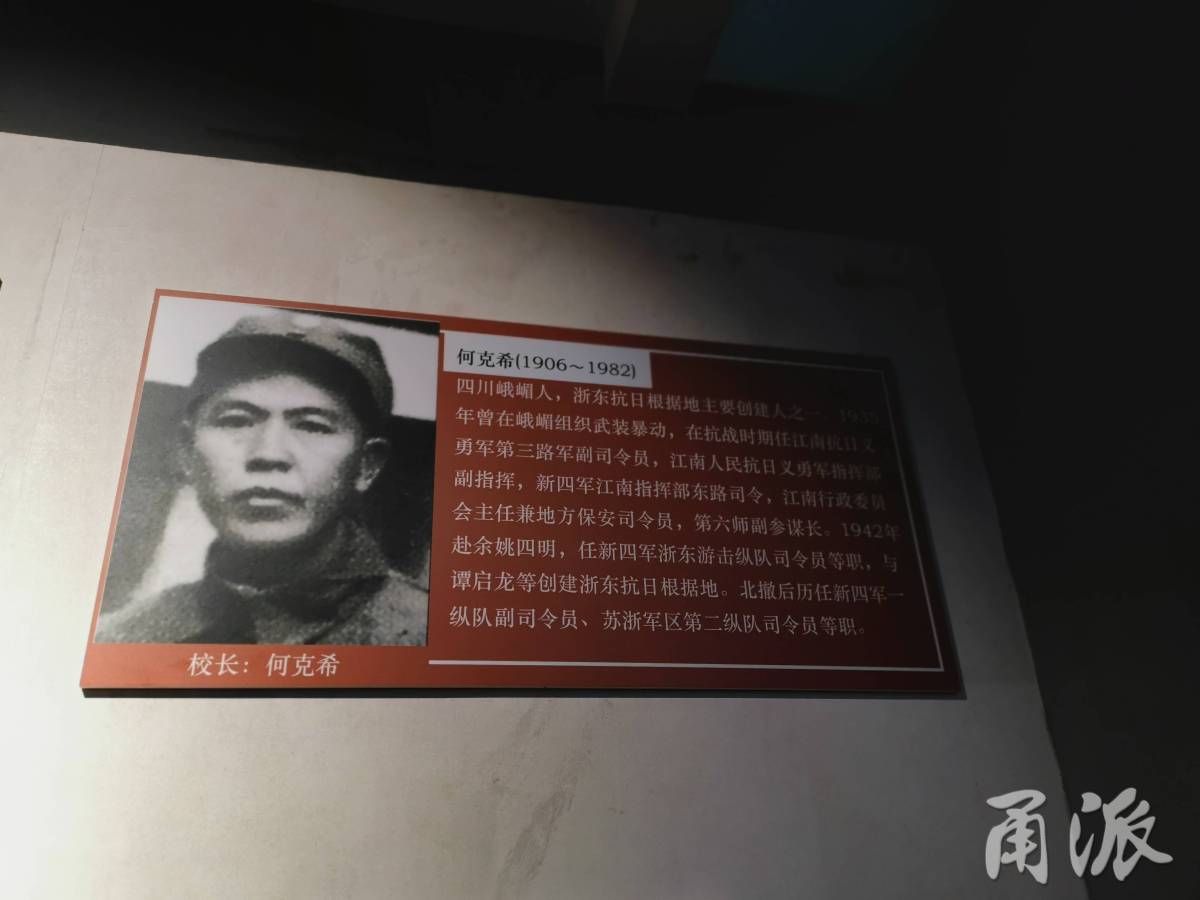 何克希(1906～1982)
四川峨嵋人，浙东抗日根据地主要创建人之一，1935
年曾在峨嵋组织武装暴动，在抗战时期任江南抗日义
勇军第三路军副司令员，江南人民抗日义勇军指挥部
副指挥，新四军江南指挥部东路司令，江南行政委员
会主任兼地方保安司令员，第六师副参谋长。1942年
赴余姚四明，任新四军浙东游击纵队司令员等职，与
谭启龙等创建浙东抗日根据地。北撤后历任新四军一
纵队副司令员、苏浙军区第二纵队司令员等职。
校长：何克希
甬派